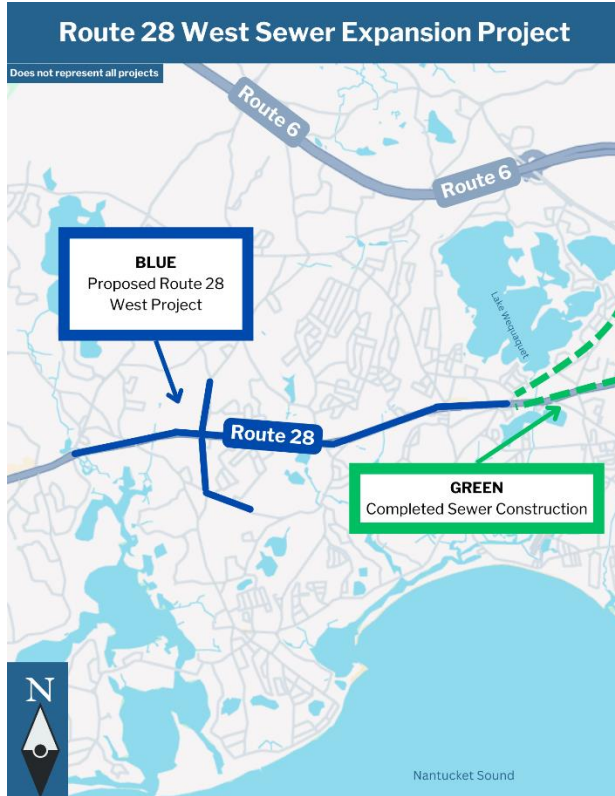 Route 28 West Sewer Expansion Project
Does not represent all projects
Route 6
Route 6
BLUE
Proposed Route 28
West Project
Lake Wequaquet
Route 28
GREEN
Completed Sewer Construction
N
Nantucket Sound